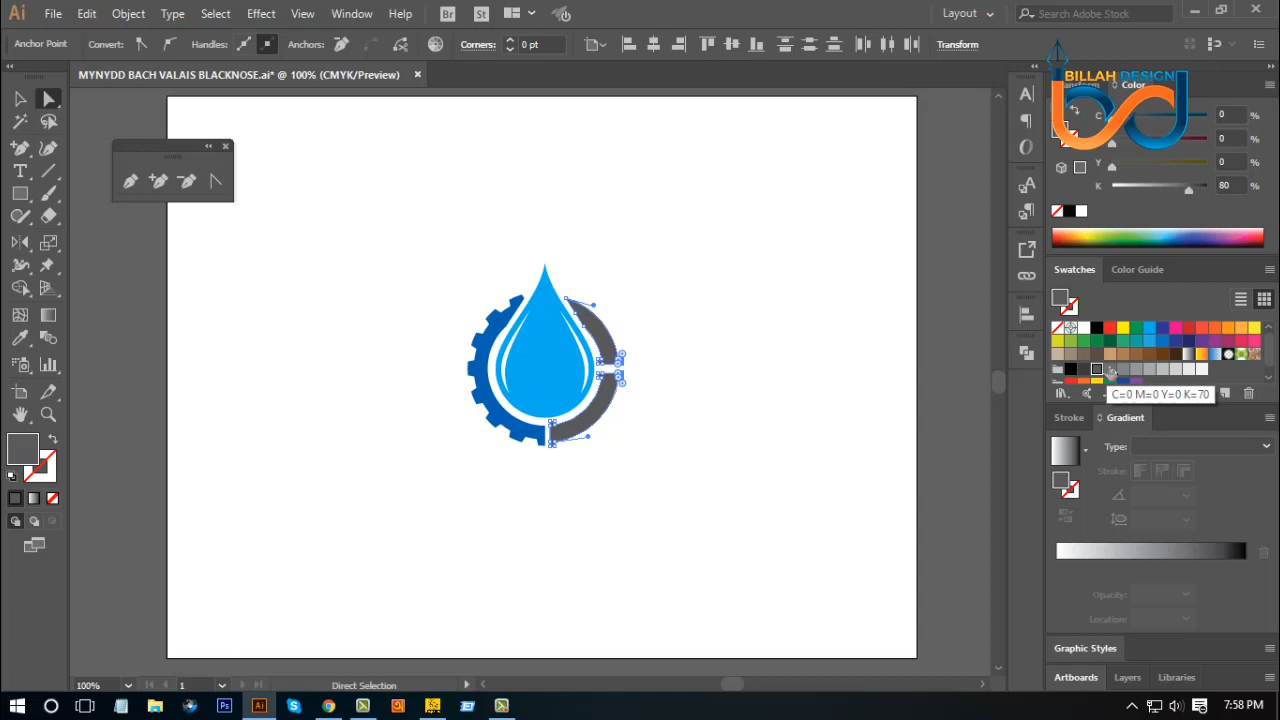 Ai File Edit Object Type Select Effect View Window Help Br St Layout Search Adobe Stock
Anchor Point Convert: Handles: Anchors: Corners: 0 pt Transform
MYNYDD BACH VALAIS BLACKNOSE.ai* @ 100% (CMYK/Preview)
BILLAH DESIGN
Color
C 0 %
0 %
Y 0 %
K 80 %
Swatches Color Guide
C=0 M=0 Y=0 K=70
Stroke Gradient
Type:
Stroke:
Opacity:
Location:
Graphic Styles
Artboards Layers Libraries
100% 1 Direct Selection
7:58 PM